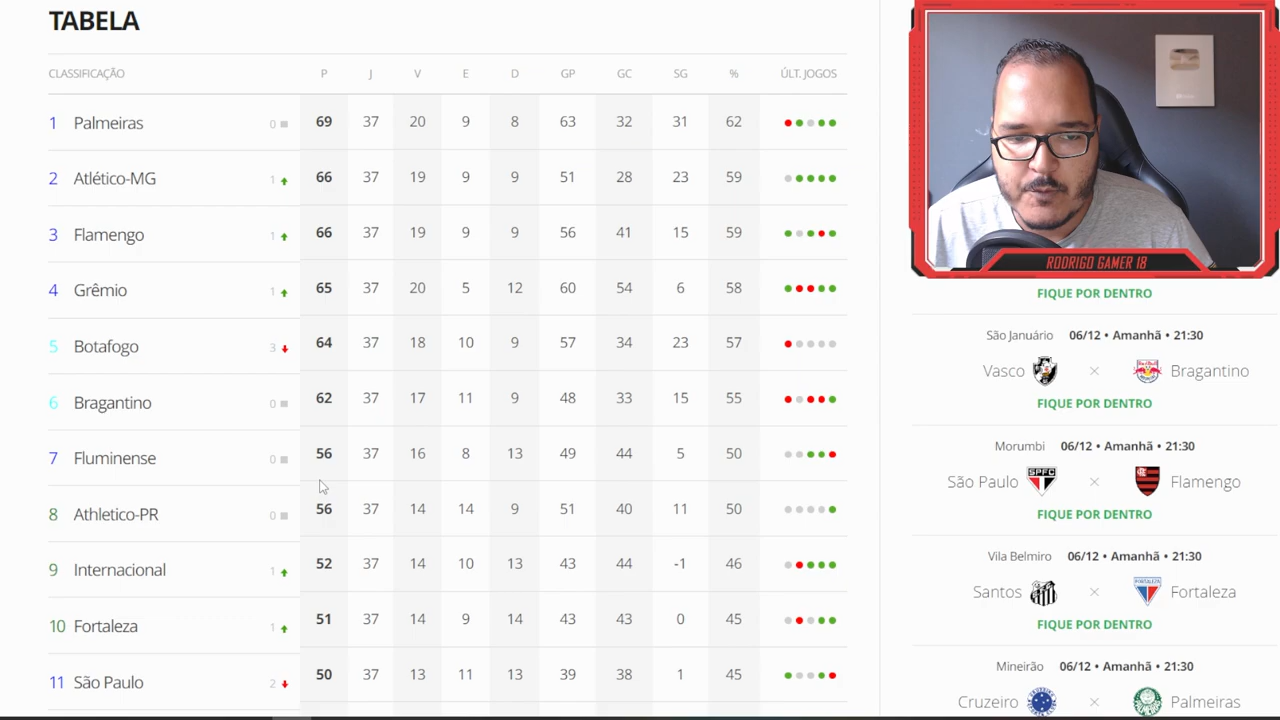 TABELA
CLASSIFICAÇÃO P J V E D GP GC SG % ÚLT. JOGOS
1 Palmeiras 0 69 37 20 9 8 63 32 31 62
2 Atlético-MG 1 66 37 19 9 9 51 28 23 59
3 Flamengo 1 66 37 19 9 9 56 41 15 59
4 Grêmio 1 65 37 20 5 12 60 54 6 58
5 Botafogo 3 64 37 18 10 9 57 34 23 57
6 Bragantino 0 62 37 17 11 9 48 33 15 55
7 Fluminense 0 56 37 16 8 13 49 44 5 50
8 Athletico-PR 0 56 37 14 14 9 51 40 11 50
9 Internacional 1 52 37 14 10 13 43 44 -1 46
10 Fortaleza 1 51 37 14 9 14 43 43 0 45
11 São Paulo 2 50 37 13 11 13 39 38 1 45
RODRIGO GAMER 18
FIQUE POR DENTRO
São Januário 06/12 • Amanhã • 21:30
Vasco × Bragantino
FIQUE POR DENTRO
Morumbi 06/12 • Amanhã • 21:30
São Paulo SPFC × Flamengo
FIQUE POR DENTRO
Vila Belmiro 06/12 • Amanhã • 21:30
Santos × FORTALEZA Fortaleza
FIQUE POR DENTRO
Mineirão 06/12 • Amanhã • 21:30
Cruzeiro × Palmeiras